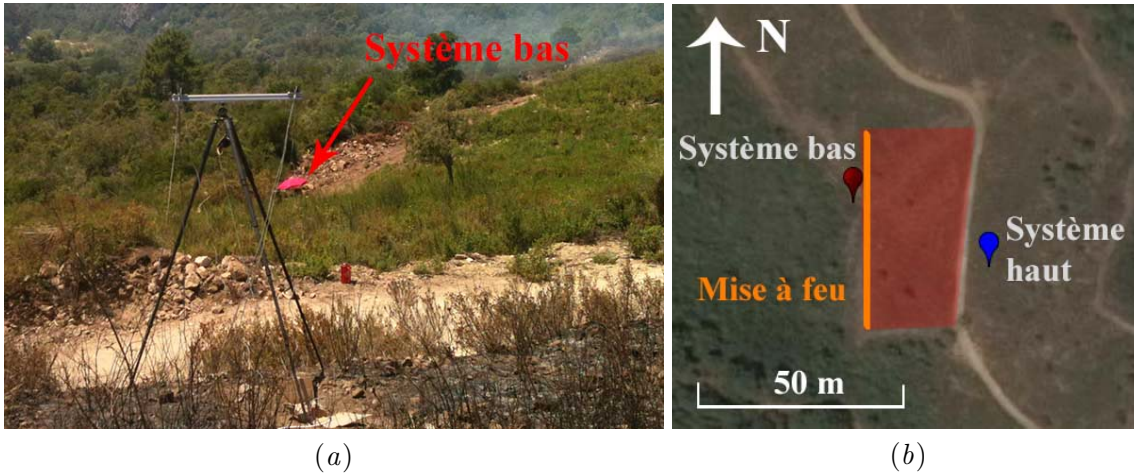 Système bas
N
Système bas
Système
haut
Mise à feu
50 m
(a)
(b)